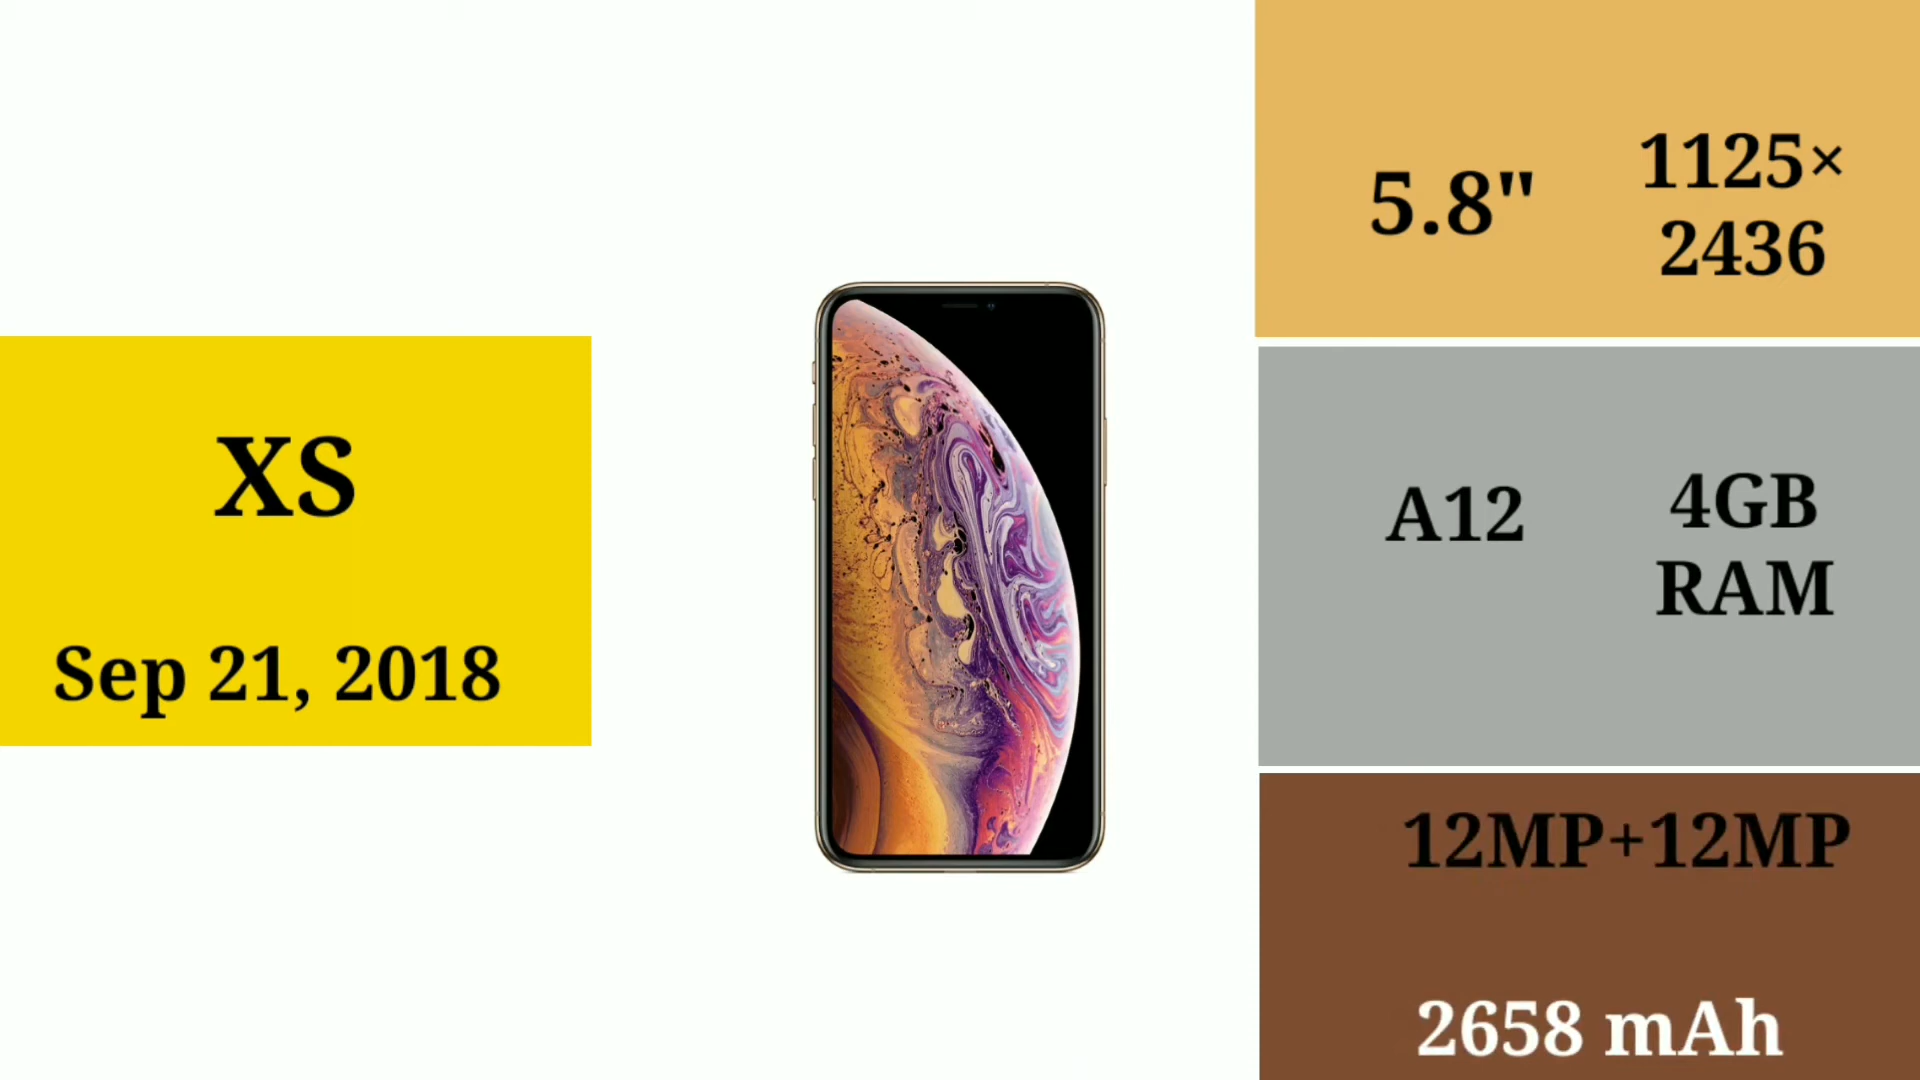 XS
Sep 21, 2018
5.8"
1125×
2436
A12
4GB
RAM
12MP+12MP
2658 mAh